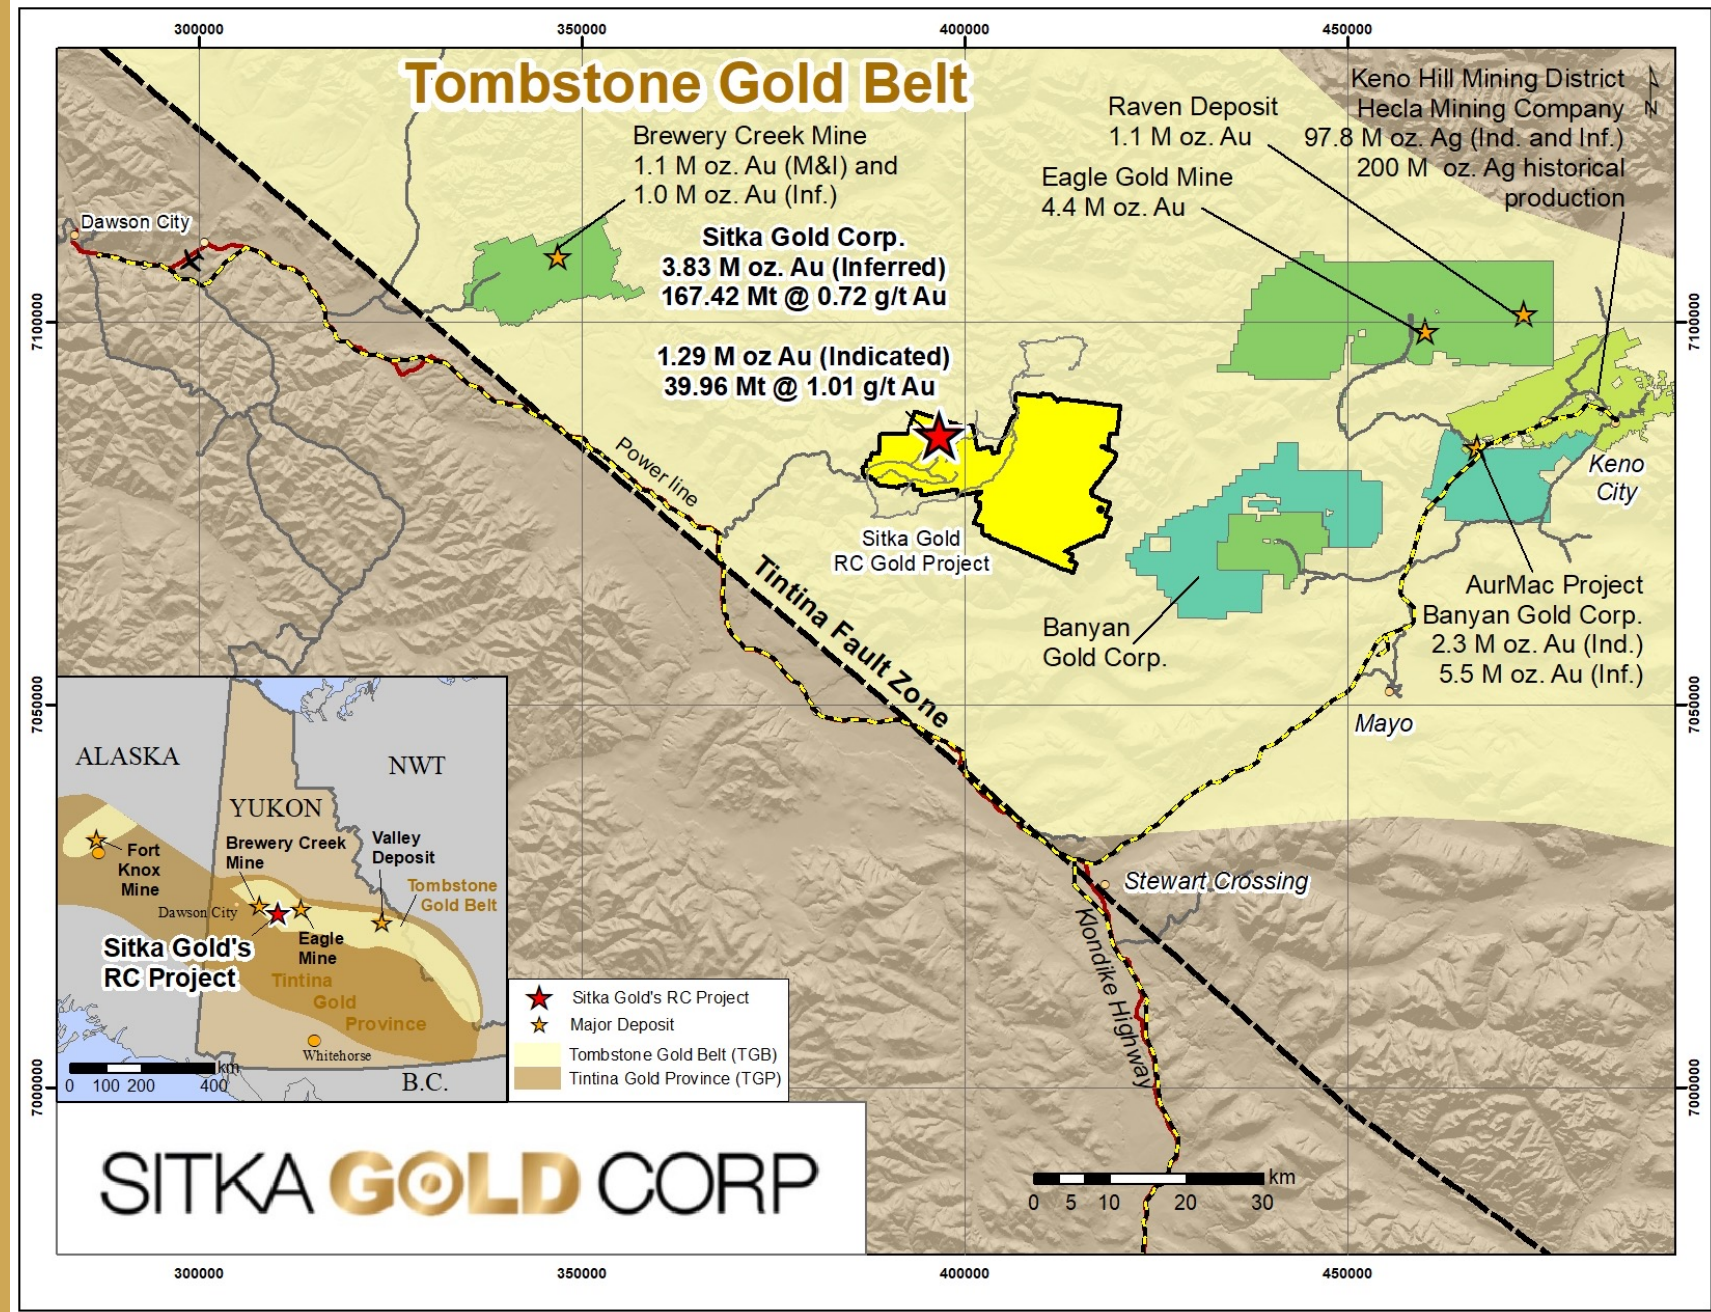 300000
350000
400000
450000
Tombstone Gold Belt
Keno Hill Mining District
Hecla Mining Company
97.8 M oz. Ag (Ind. and Inf.)
200 M oz. Ag historical
production
N
Raven Deposit
1.1 M oz. Au
Eagle Gold Mine
4.4 M oz. Au
Brewery Creek Mine
1.1 M oz. Au (M&I) and
1.0 M oz. Au (Inf.)
Dawson City
Sitka Gold Corp.
3.83 M oz. Au (Inferred)
167.42 Mt @ 0.72 g/t Au
1.29 M oz Au (Indicated)
39.96 Mt @ 1.01 g/t Au
7100000
7100000
Power line
Sitka Gold
RC Gold Project
Keno
City
Tintina Fault Zone
Banyan
Gold Corp.
AurMac Project
Banyan Gold Corp.
2.3 M oz. Au (Ind.)
5.5 M oz. Au (Inf.)
Mayo
7050000
7050000
Stewart Crossing
Klondike Highway
ALASKA
NWT
YUKON
Brewery Creek
Mine
Valley
Deposit
Fort
Knox
Mine
Tombstone
Gold Belt
Dawson City
Eagle
Mine
Sitka Gold's
RC Project
Tintina
Gold
Province
Whitehorse
B.C.
km
0 100 200 400
Sitka Gold's RC Project
Major Deposit
Tombstone Gold Belt (TGB)
Tintina Gold Province (TGP)
7000000
7000000
SITKA GOLD CORP
km
0 5 10 20 30
300000
350000
400000
450000